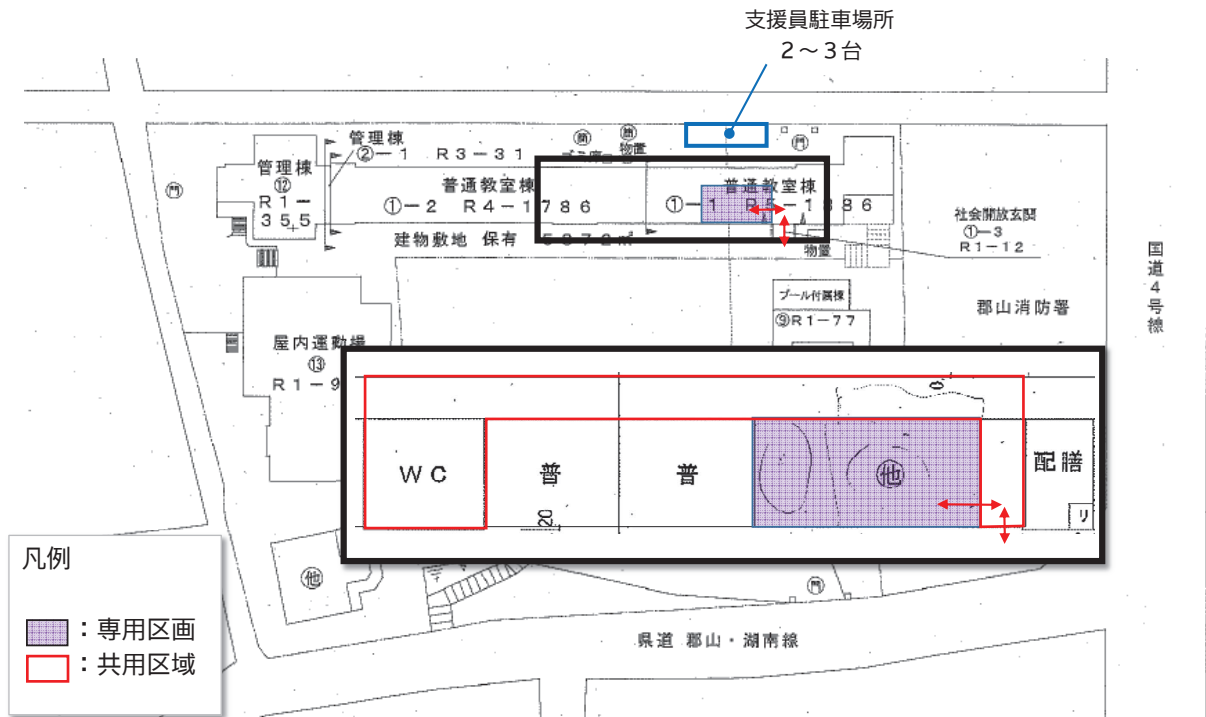 支援員駐車場所
2～3台
管理棟
②－1 R3－31
管理棟
⑫
R1－
355
門
簡
簡
物置
門
普通教室棟
①－2 R4－1786
普通教室棟
建物敷地 保有
物置
社会開放玄関
①－3
R1－12
国道4号線
プール付属棟
⑨R1－77
郡山消防署
屋内運動場
⑬
R1－9
WC
普
普
他
配膳
リ
20
凡例
：専用区画
：共用区域
他
門
県道 郡山・湖南線